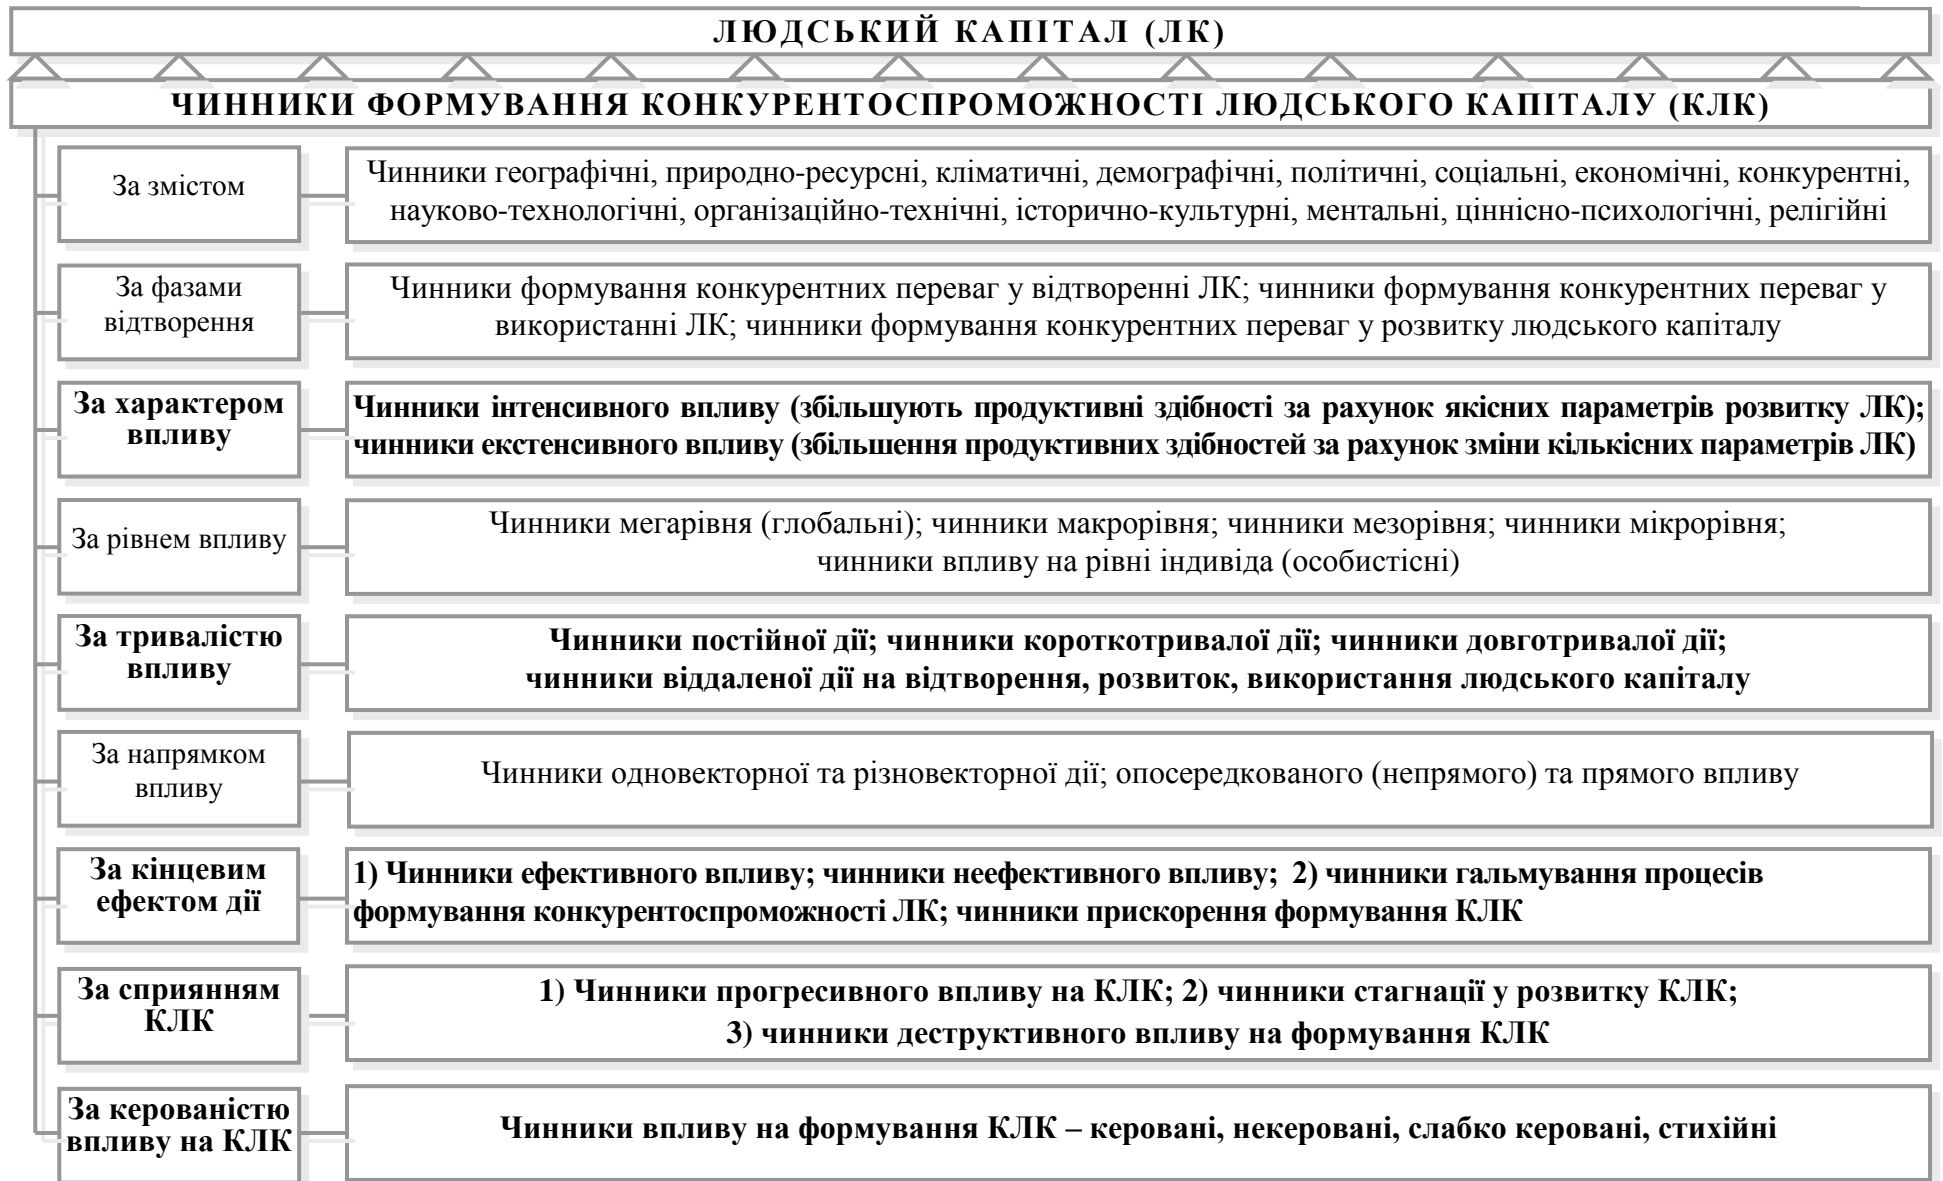 ЛЮДСЬКИЙ КАПІТАЛ (ЛК)
ЧИННИКИ ФОРМУВАННЯ КОНКУРЕНТОСПРОМОЖНОСТІ ЛЮДСЬКОГО КАПІТАЛУ (КЛК)
За змістом
Чинники географічні, природно-ресурсні, кліматичні, демографічні, політичні, соціальні, економічні, конкурентні,
науково-технологічні, організаційно-технічні, історично-культурні, ментальні, ціннісно-психологічні, релігійні
За фазами
відтворення
Чинники формування конкурентних переваг у відтворенні ЛК; чинники формування конкурентних переваг у
використанні ЛК; чинники формування конкурентних переваг у розвитку людського капіталу
За характером
впливу
Чинники інтенсивного впливу (збільшують продуктивні здібності за рахунок якісних параметрів розвитку ЛК);
чинники екстенсивного впливу (збільшення продуктивних здібностей за рахунок зміни кількісних параметрів ЛК)
За рівнем впливу
Чинники мегарівня (глобальні); чинники макрорівня; чинники мезорівня; чинники мікрорівня;
чинники впливу на рівні індивіда (особистісні)
За тривалістю
впливу
Чинники постійної дії; чинники короткотривалої дії; чинники довготривалої дії;
чинники віддаленої дії на відтворення, розвиток, використання людського капіталу
За напрямком
впливу
Чинники одновекторної та різновекторної дії; опосередкованого (непрямого) та прямого впливу
За кінцевим
ефектом дії
1) Чинники ефективного впливу; чинники неефективного впливу; 2) чинники гальмування процесів
формування конкурентоспроможності ЛК; чинники прискорення формування КЛК
За сприянням
КЛК
1) Чинники прогресивного впливу на КЛК; 2) чинники стагнації у розвитку КЛК;
3) чинники деструктивного впливу на формування КЛК
За керованістю
впливу на КЛК
Чинники впливу на формування КЛК – керовані, некеровані, слабко керовані, стихійні